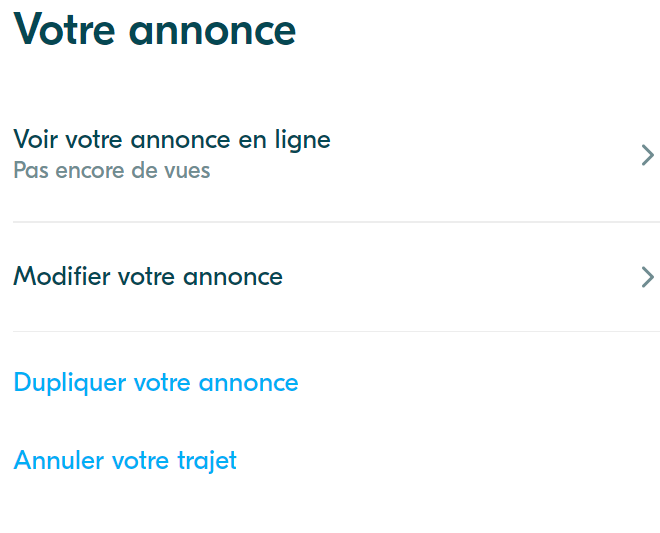 Votre annonce
Voir votre annonce en ligne
Pas encore de vues
Modifier votre annonce
Dupliquer votre annonce
Annuler votre trajet